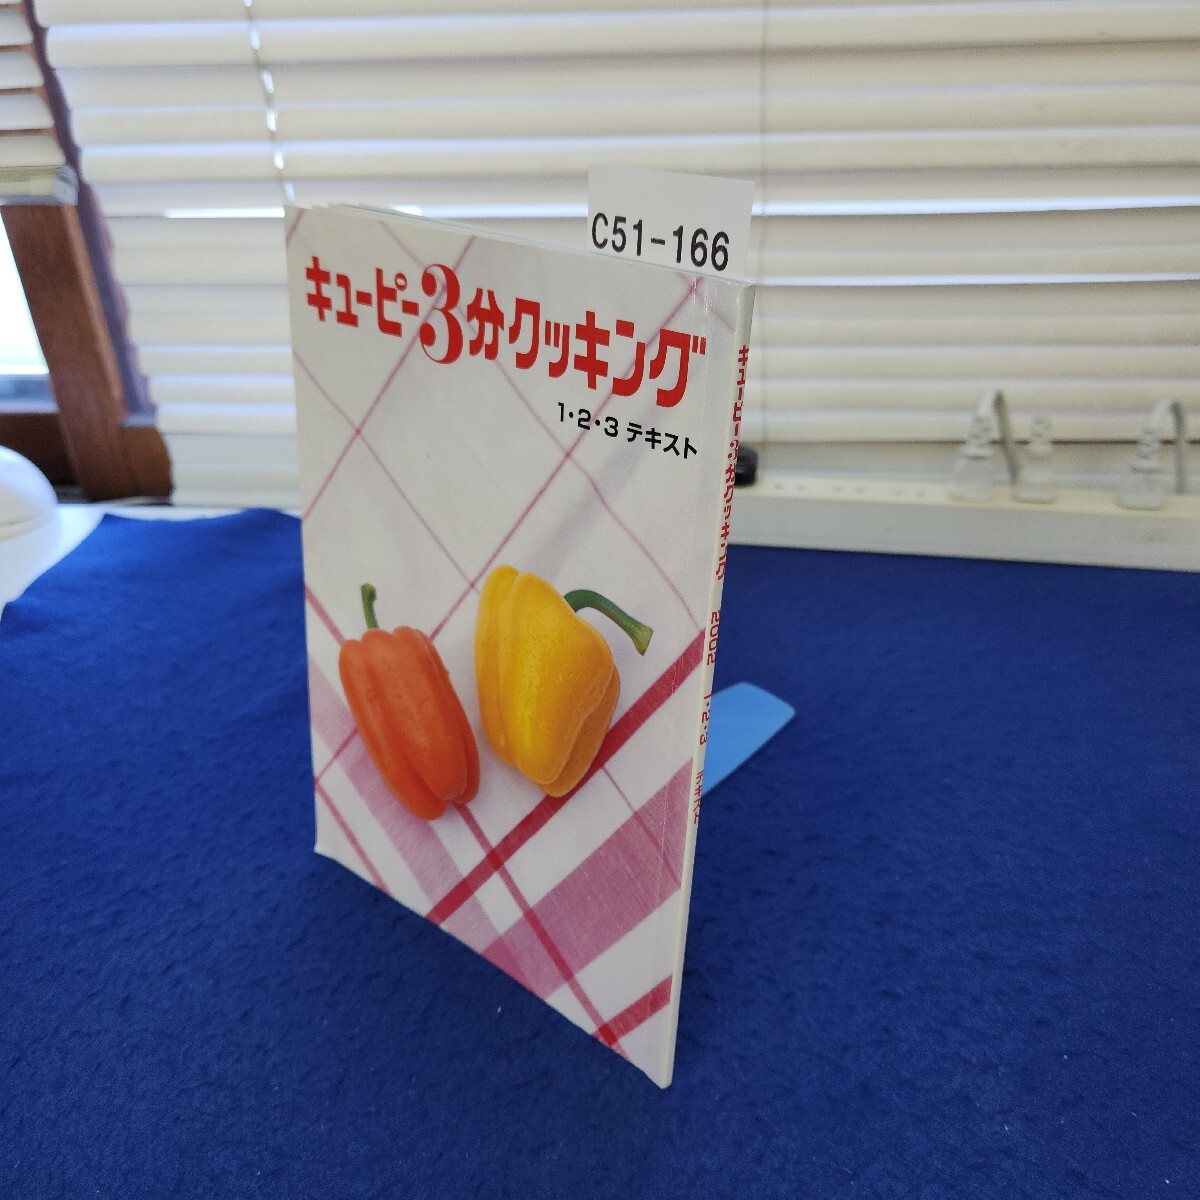 C51-166
キューピー3分クッキング
1・2・3 テキスト
キユーピー3分クッキング 2002 1・2・3 テキスト